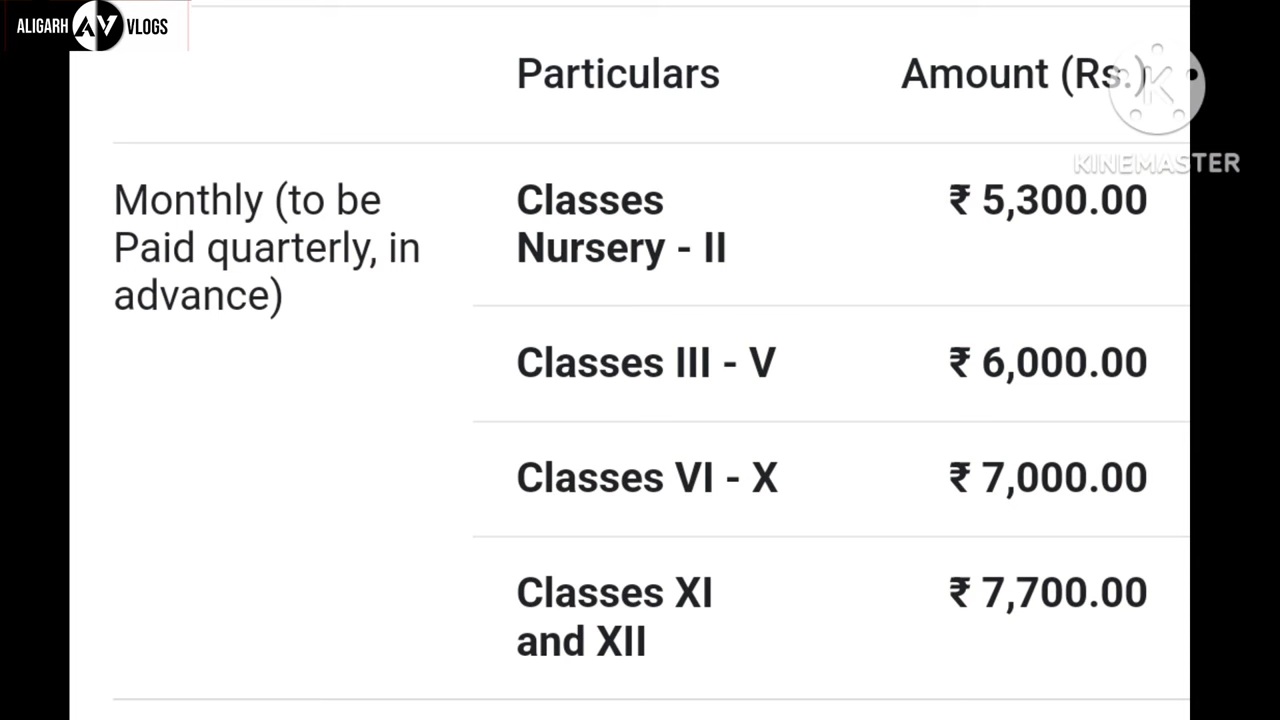 ALIGARH AV VLOGS
Particulars Amount (Rs.)
KINEMASTER
Monthly (to be Classes ₹ 5,300.00
Paid quarterly, in Nursery - II
advance)
Classes III - V ₹ 6,000.00
Classes VI - X ₹ 7,000.00
Classes XI ₹ 7,700.00
and XII